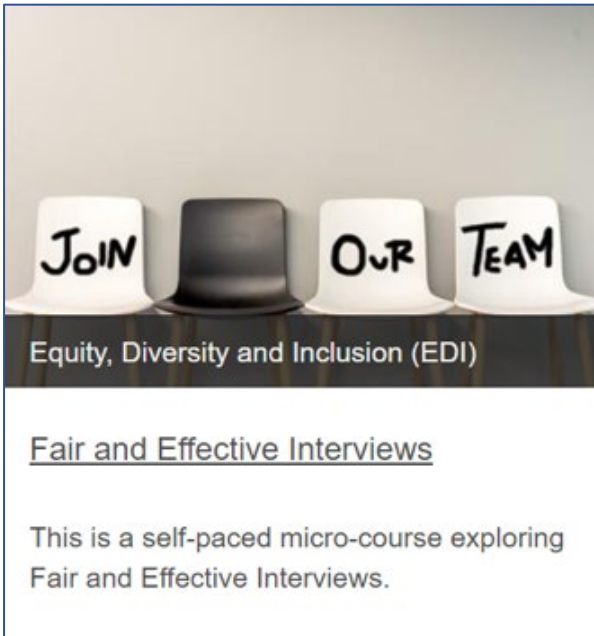 JOIN OUR TEAM
Equity, Diversity and Inclusion (EDI)
Fair and Effective Interviews
This is a self-paced micro-course exploring
Fair and Effective Interviews.